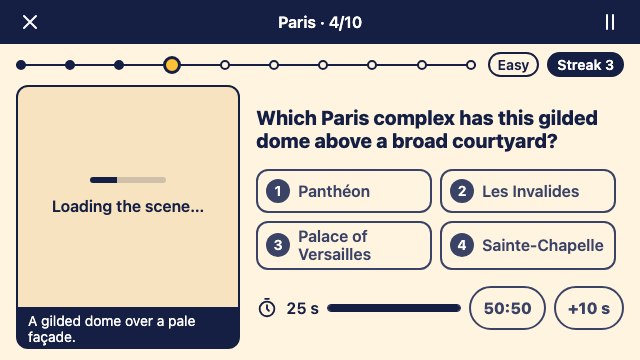 Paris · 4/10
Easy
Streak 3
Loading the scene...
A gilded dome over a pale
façade.
Which Paris complex has this gilded
dome above a broad courtyard?
1 Panthéon
2 Les Invalides
3 Palace of
Versailles
4 Sainte-Chapelle
25 s
50:50
+10 s